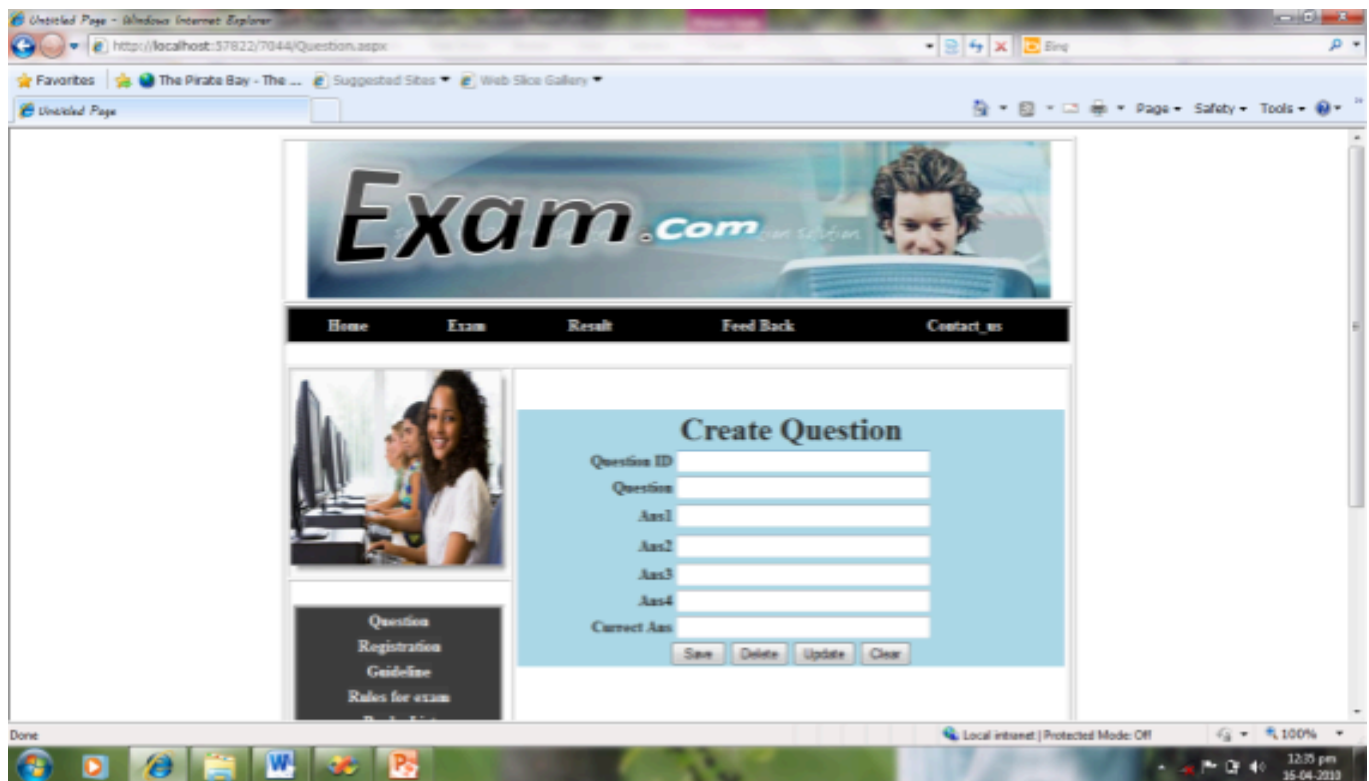 Untitled Page - Windows Internet Explorer
http://localhost:37822/7044/Question.aspx
Bing
Favorites The Pirate Bay - The ... Suggested Sites Web Slice Gallery
Untitled Page
Page Safety Tools
Exam.com
Home Exam Result Feed Back Contact_us
Create Question
Question ID
Question
Ans1
Ans2
Ans3
Ans4
Currect Ans
Save Delete Update Clear
Question
Registration
Guideline
Rules for exam
Done
Local intranet | Protected Mode: Off
100%
12:35 pm